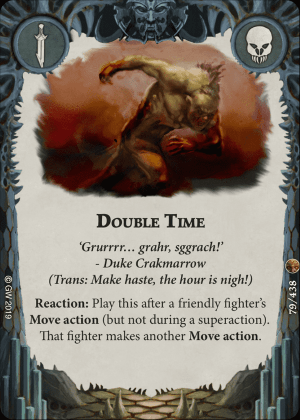 DOUBLE TIME
‘Grurrr… grahr, sggrach!’
- Duke Crakmarrow
(Trans: Make haste, the hour is nigh!)
Reaction: Play this after a friendly fighter’s
Move action (but not during a superaction).
That fighter makes another Move action.
© GW 2019
79/438